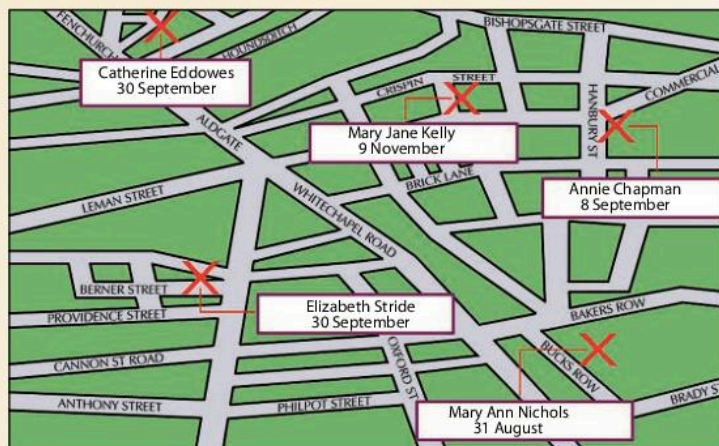 FENCHURCH
HOUNDSDITCH
BISHOPSGATE STREET
Catherine Eddowes
30 September
CRISPIN STREET
COMMERCIAL
HANBURY ST
ALDGATE
Mary Jane Kelly
9 November
BRICK LANE
Annie Chapman
8 September
LEMAN STREET
WHITECHAPEL ROAD
BERNER STREET
Elizabeth Stride
30 September
PROVIDENCE STREET
BAKERS ROW
CANNON ST ROAD
OXFORD ST
BUCKS ROW
ANTHONY STREET
PHILPOT STREET
Mary Ann Nichols
31 August
BRADY S